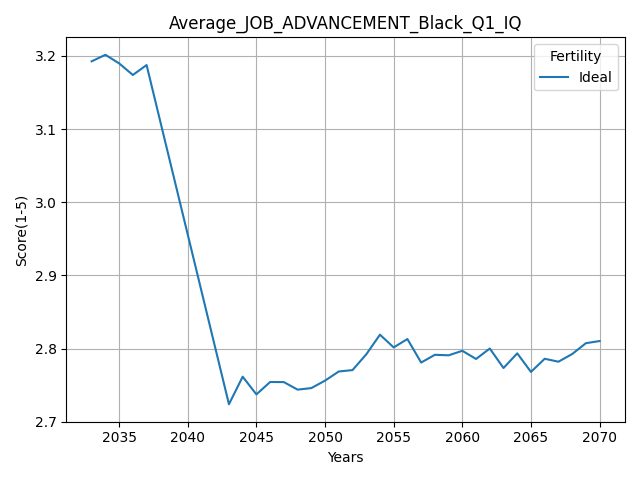 Average_JOB_ADVANCEMENT_Black_Q1_IQ
Fertility
Ideal
Score(1-5)
3.2
3.1
3.0
2.9
2.8
2.7
2035 2040 2045 2050 2055 2060 2065 2070
Years